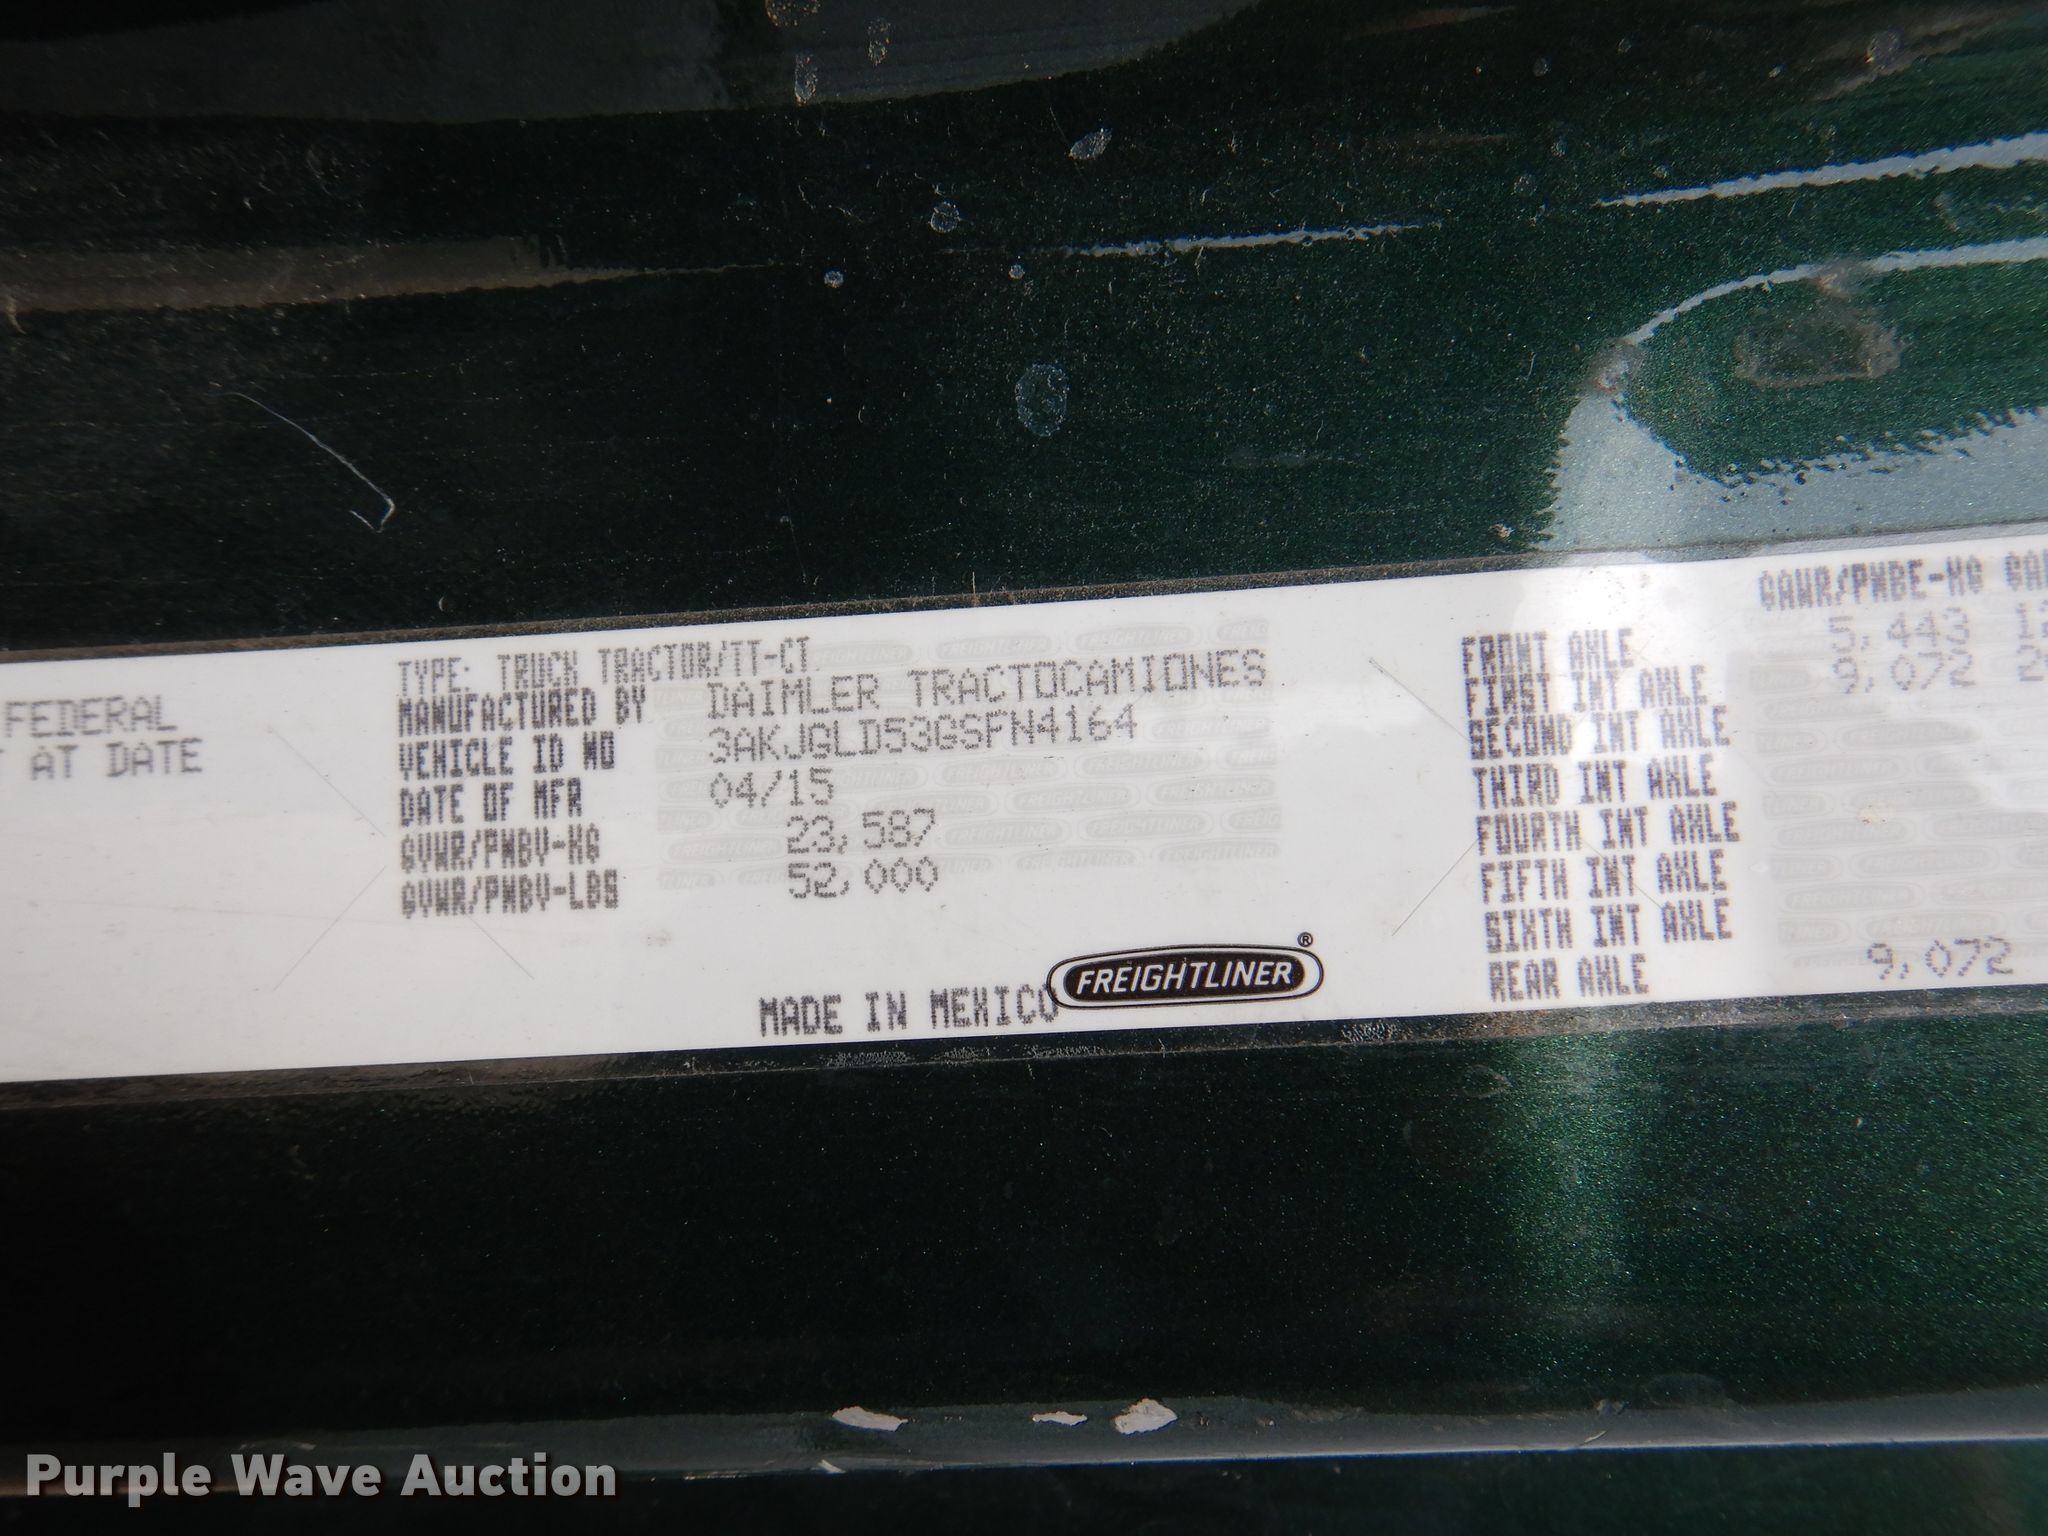 FEDERAL
AT DATE
TYPE: TRUCK TRACTOR/TT-CT
MANUFACTURED BY DAIMLER TRACTOCAMIONES
VEHICLE ID NO 3AKJGLD53GSFN4164
DATE OF MFR 04/15
GVWR/PNBV-KG 23,587
GVWR/PNBV-LBS 52,000
MADE IN MEXICO
FREIGHTLINER®
GAWR/PNBE-KG
FRONT AXLE 5,443
FIRST INT AXLE 9,072
SECOND INT AXLE
THIRD INT AXLE
FOURTH INT AXLE
FIFTH INT AXLE
SIXTH INT AXLE
REAR AXLE 9,072
Purple Wave Auction